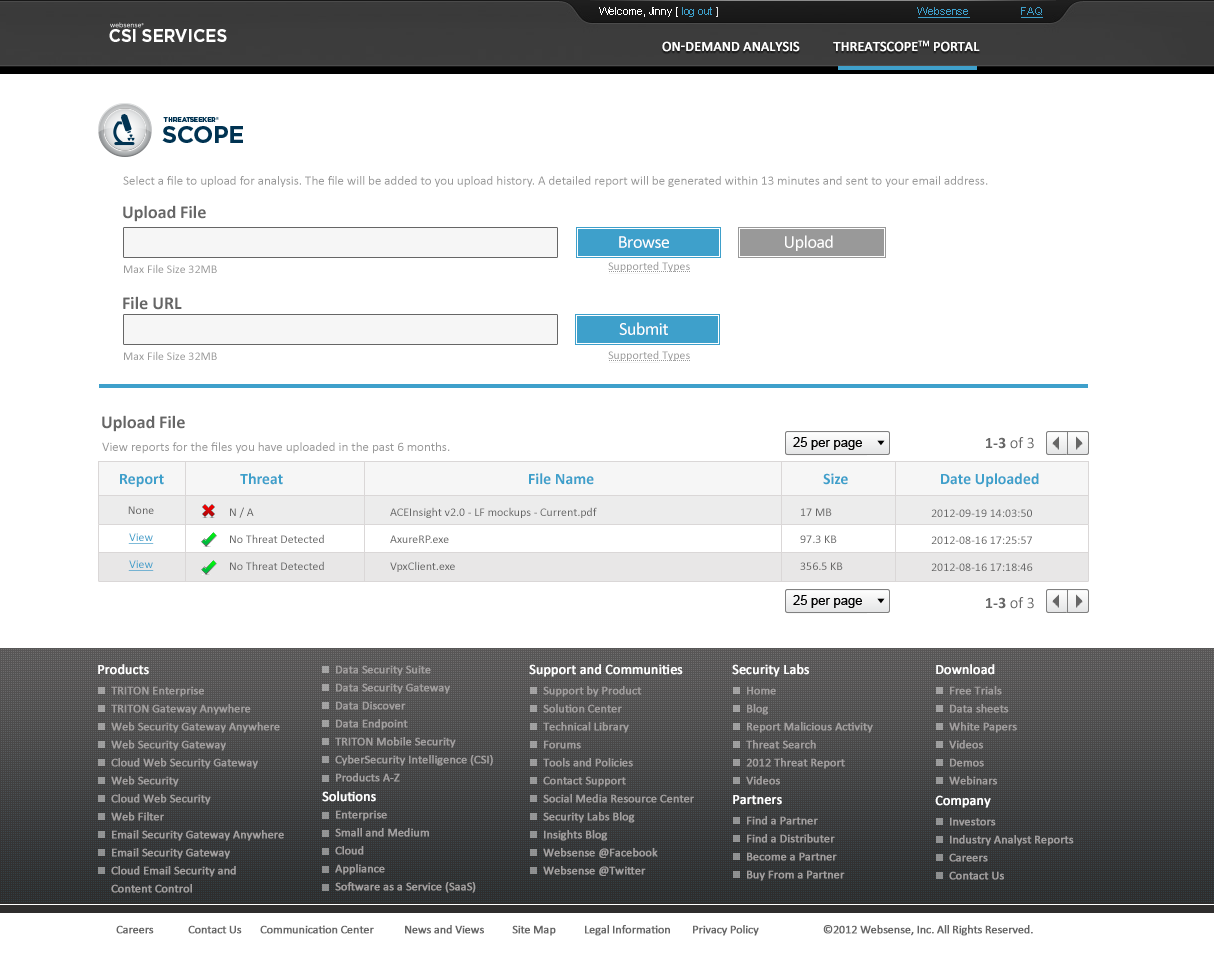 Welcome, Jinny [ log out ]
Websense
FAQ
websense®
CSI SERVICES
ON-DEMAND ANALYSIS
THREATSCOPE™ PORTAL
THREATSEEKER®
SCOPE
Select a file to upload for analysis. The file will be added to you upload history. A detailed report will be generated within 13 minutes and sent to your email address.
Upload File
Browse
Upload
Max File Size 32MB
Supported Types
File URL
Submit
Max File Size 32MB
Supported Types
Upload File
View reports for the files you have uploaded in the past 6 months.
25 per page
1-3 of 3
Report Threat File Name Size Date Uploaded
None N / A ACEInsight v2.0 - LF mockups - Current.pdf 17 MB 2012-09-19 14:03:50
View No Threat Detected AxureRP.exe 97.3 KB 2012-08-16 17:25:57
View No Threat Detected VpxClient.exe 356.5 KB 2012-08-16 17:18:46
25 per page
1-3 of 3
Products
TRITON Enterprise
TRITON Gateway Anywhere
Web Security Gateway Anywhere
Web Security Gateway
Cloud Web Security Gateway
Web Security
Cloud Web Security
Web Filter
Email Security Gateway Anywhere
Email Security Gateway
Cloud Email Security and
Content Control
Data Security Suite
Data Security Gateway
Data Discover
Data Endpoint
TRITON Mobile Security
CyberSecurity Intelligence (CSI)
Products A-Z
Solutions
Enterprise
Small and Medium
Cloud
Appliance
Software as a Service (SaaS)
Support and Communities
Support by Product
Solution Center
Technical Library
Forums
Tools and Policies
Contact Support
Social Media Resource Center
Security Labs Blog
Insights Blog
Websense @Facebook
Websense @Twitter
Security Labs
Home
Blog
Report Malicious Activity
Threat Search
2012 Threat Report
Videos
Partners
Find a Partner
Find a Distributer
Become a Partner
Buy From a Partner
Download
Free Trials
Data sheets
White Papers
Videos
Demos
Webinars
Company
Investors
Industry Analyst Reports
Careers
Contact Us
Careers Contact Us Communication Center News and Views Site Map Legal Information Privacy Policy ©2012 Websense, Inc. All Rights Reserved.